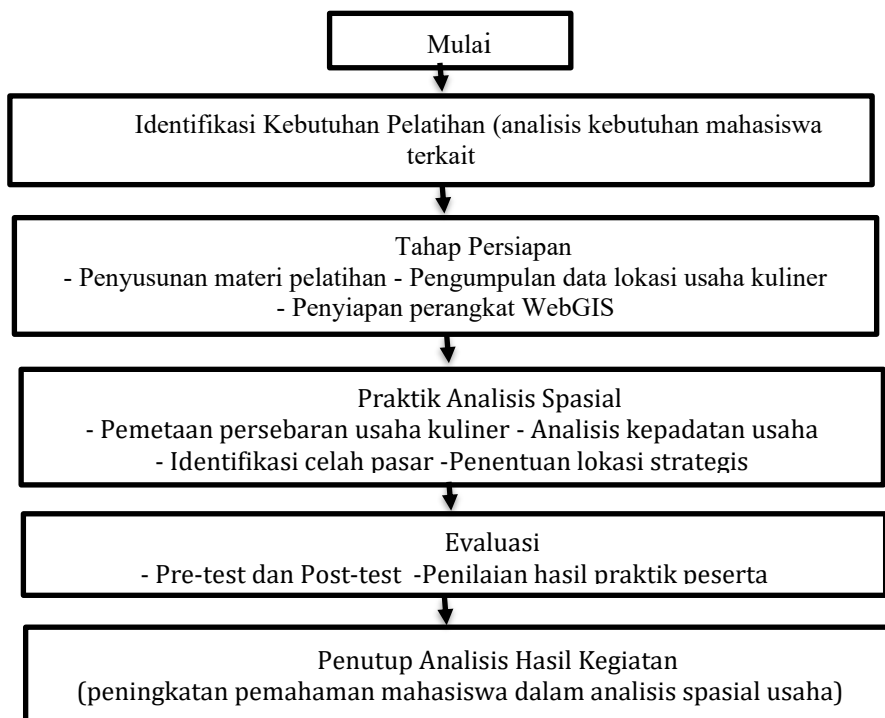 Mulai
Identifikasi Kebutuhan Pelatihan (analisis kebutuhan mahasiswa
terkait
Tahap Persiapan
- Penyusunan materi pelatihan - Pengumpulan data lokasi usaha kuliner
- Penyiapan perangkat WebGIS
Praktik Analisis Spasial
- Pemetaan persebaran usaha kuliner - Analisis kepadatan usaha
- Identifikasi celah pasar -Penentuan lokasi strategis
Evaluasi
- Pre-test dan Post-test -Penilaian hasil praktik peserta
Penutup Analisis Hasil Kegiatan
(peningkatan pemahaman mahasiswa dalam analisis spasial usaha)